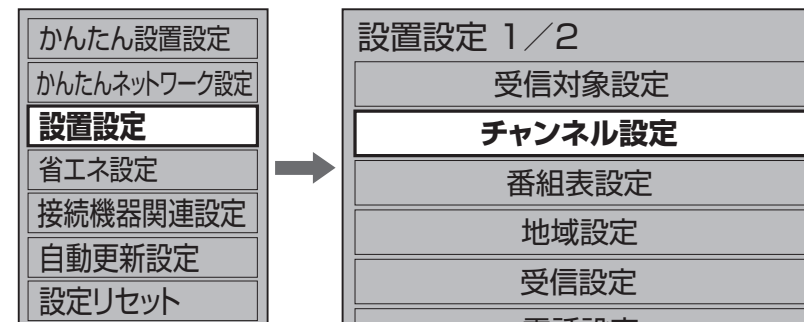 かんたん設置設定
かんたんネットワーク設定
設置設定
省エネ設定
接続機器関連設定
自動更新設定
設定リセット
設置設定 1／2
受信対象設定
チャンネル設定
番組表設定
地域設定
受信設定